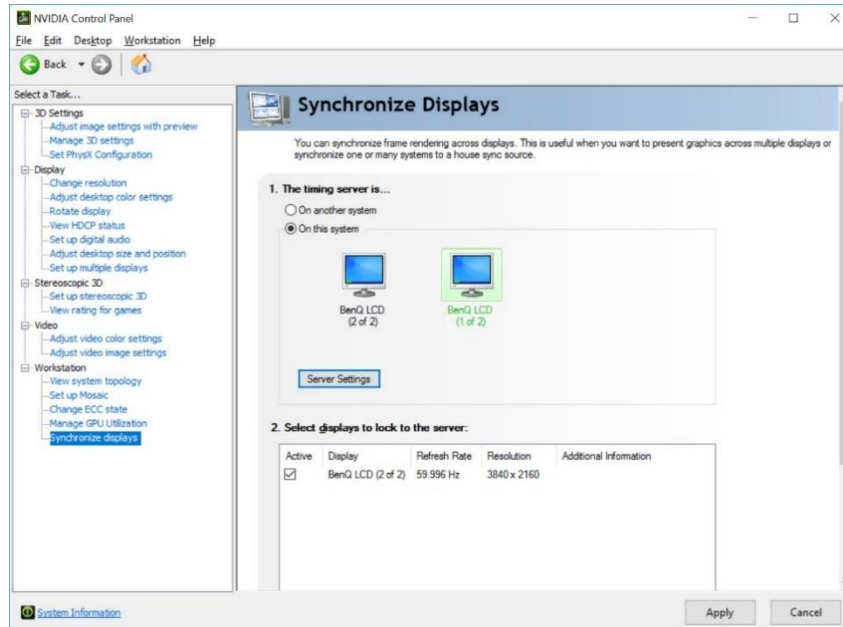 NVIDIA Control Panel
File Edit Desktop Workstation Help
Back
Select a Task...
3D Settings
Adjust image settings with preview
Manage 3D settings
Set PhysX Configuration
Display
Change resolution
Adjust desktop color settings
Rotate display
View HDCP status
Set up digital audio
Adjust desktop size and position
Set up multiple displays
Stereoscopic 3D
Set up stereoscopic 3D
View rating for games
Video
Adjust video color settings
Adjust video image settings
Workstation
View system topology
Set up Mosaic
Change ECC state
Manage GPU Utilization
Synchronize displays
System Information
Synchronize Displays
You can synchronize frame rendering across displays. This is useful when you want to present graphics across multiple displays or
synchronize one or many systems to a house sync source.
1. The timing server is...
On another system
On this system
BenQ LCD
(2 of 2)
BenQ LCD
(1 of 2)
Server Settings
2. Select displays to lock to the server:
Active Display Refresh Rate Resolution Additional Information
BenQ LCD (2 of 2) 59.996 Hz 3840 x 2160
Apply Cancel